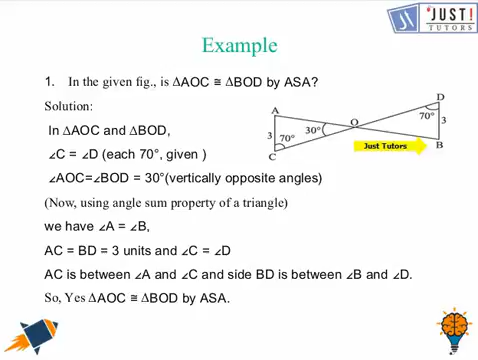 JUST!
TUTORS
Example
1. In the given fig., is ∆AOC ≅ ∆BOD by ASA?
Solution:
In ∆AOC and ∆BOD,
∠C = ∠D (each 70°, given )
∠AOC=∠BOD = 30°(vertically opposite angles)
(Now, using angle sum property of a triangle)
we have ∠A = ∠B,
AC = BD = 3 units and ∠C = ∠D
AC is between ∠A and ∠C and side BD is between ∠B and ∠D.
So, Yes ∆AOC ≅ ∆BOD by ASA.
D
A
O
70°
3
30°
3
70°
B
C
Just Tutors